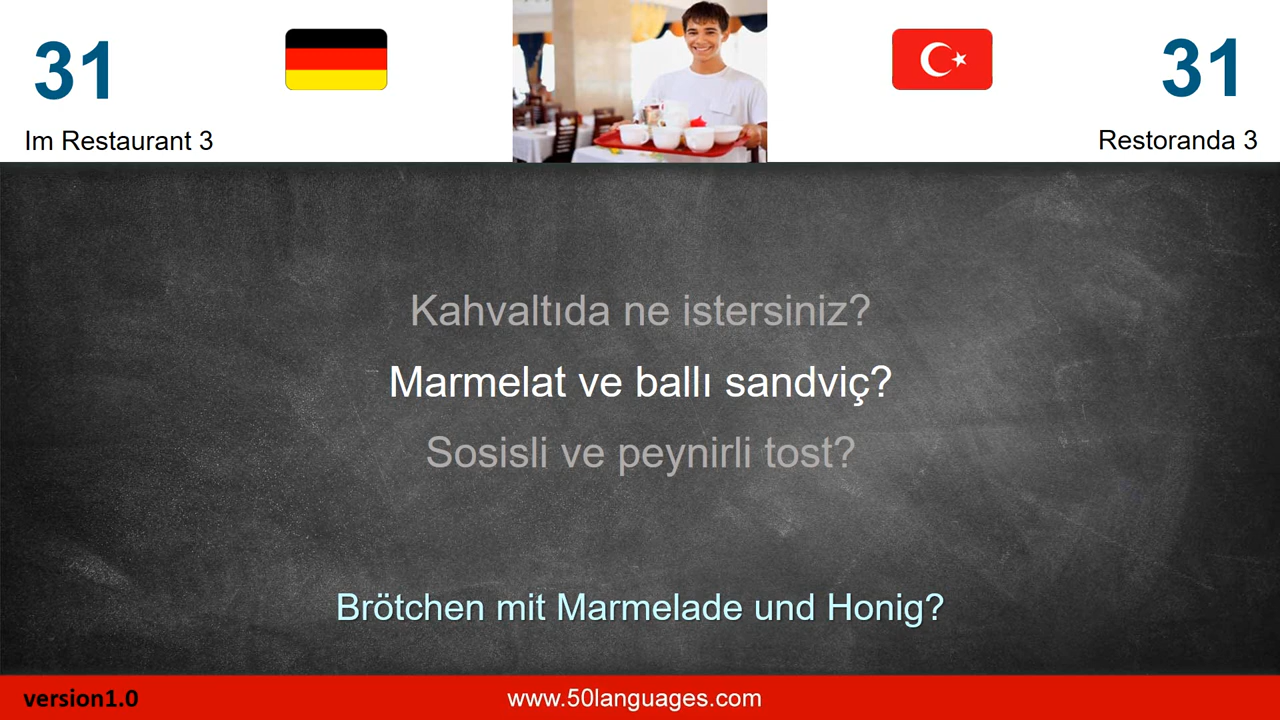 31
31
Im Restaurant 3
Restoranda 3
Kahvaltıda ne istersiniz?
Marmelat ve ballı sandviç?
Sosisli ve peynirli tost?
Brötchen mit Marmelade und Honig?
version1.0
www.50languages.com